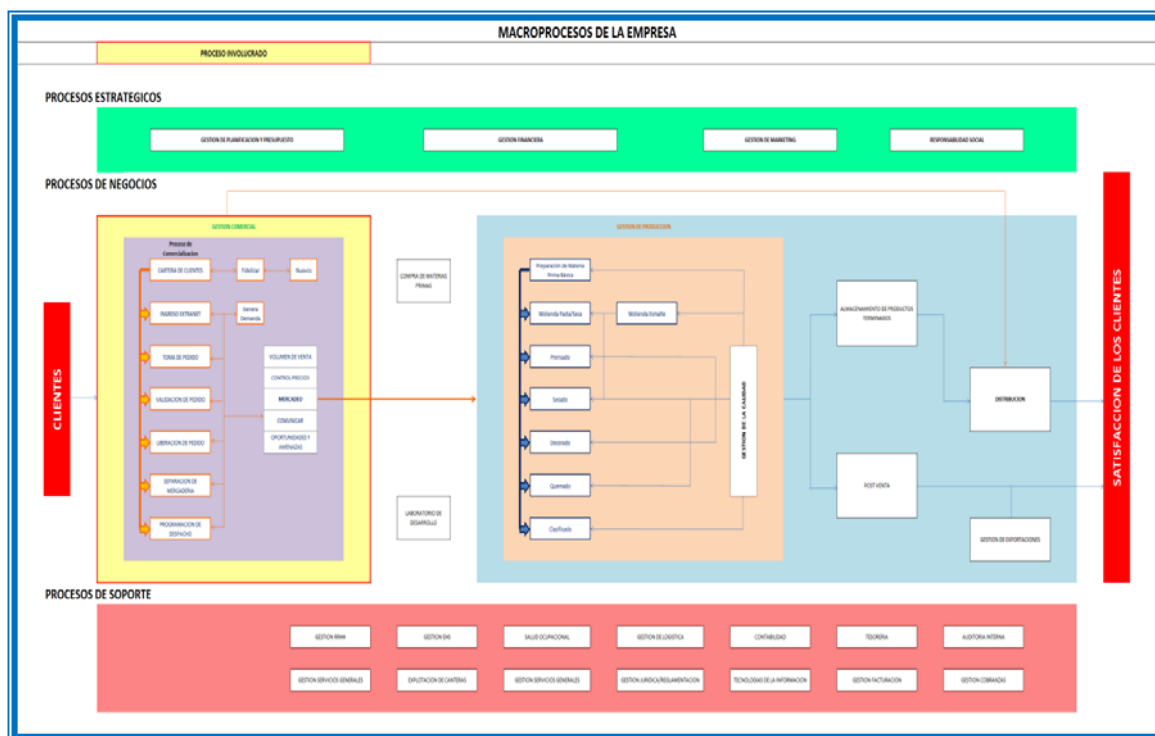 MACROPROCESOS DE LA EMPRESA
PROCESO INVOLUCRADO
PROCESOS ESTRATEGICOS
GESTION DE PLANIFICACION Y PRESUPUESTO
GESTION FINANCIERA
GESTION DE MARKETING
RESPONSABILIDAD SOCIAL
PROCESOS DE NEGOCIOS
CLIENTES
GESTION COMERCIAL
Proceso de
Comercializacion
CARTERA DE CLIENTES
Fidelizar
Nuevos
INGRESO EXTRANET
Genera
Demanda
TOMA DE PEDIDO
VALIDACION DE PEDIDO
LIBERACION DE PEDIDO
SEPARACION DE
MERCADERIA
PROGRAMACION DE
DESPACHO
VOLUMEN DE VENTA
CONTROL PRECIOS
MERCADEO
COMUNICAR
OPORTUNIDADES Y
AMENAZAS
COMPRA DE MATERIAS
PRIMAS
LABORATORIO DE
DESARROLLO
GESTION DE PRODUCCION
Preparación de Materia
Prima Básica
Molienda Pasta/Seca
Molienda Esmalte
Prensado
Secado
Decorado
Quemado
Clasificado
GESTION DE LA CALIDAD
ALMACENAMIENTO DE PRODUCTOS
TERMINADOS
DISTRIBUCION
POST VENTA
GESTION DE EXPORTACIONES
SATISFACCION DE LOS CLIENTES
PROCESOS DE SOPORTE
GESTION RRHH
GESTION EHS
SALUD OCUPACIONAL
GESTION DE LOGISTICA
CONTABILIDAD
TESORERIA
AUDITORIA INTERNA
GESTION SERVICIOS GENERALES
EXPLOTACION DE CANTERAS
GESTION SERVICIOS GENERALES
GESTION JURIDICA/REGLAMENTACION
TECNOLOGIAS DE LA INFORMACION
GESTION FACTURACION
GESTION COBRANZAS